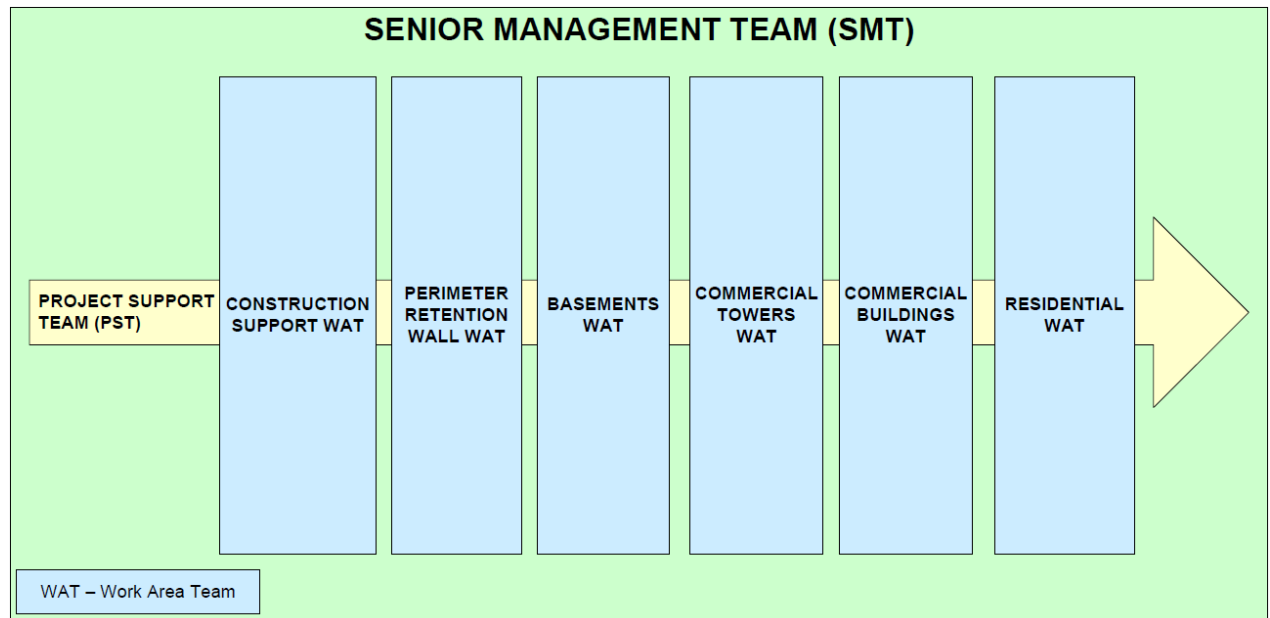 SENIOR MANAGEMENT TEAM (SMT)
PROJECT SUPPORT
TEAM (PST)
CONSTRUCTION
SUPPORT WAT
PERIMETER
RETENTION
WALL WAT
BASEMENTS
WAT
COMMERCIAL
TOWERS
WAT
COMMERCIAL
BUILDINGS
WAT
RESIDENTIAL
WAT
WAT – Work Area Team